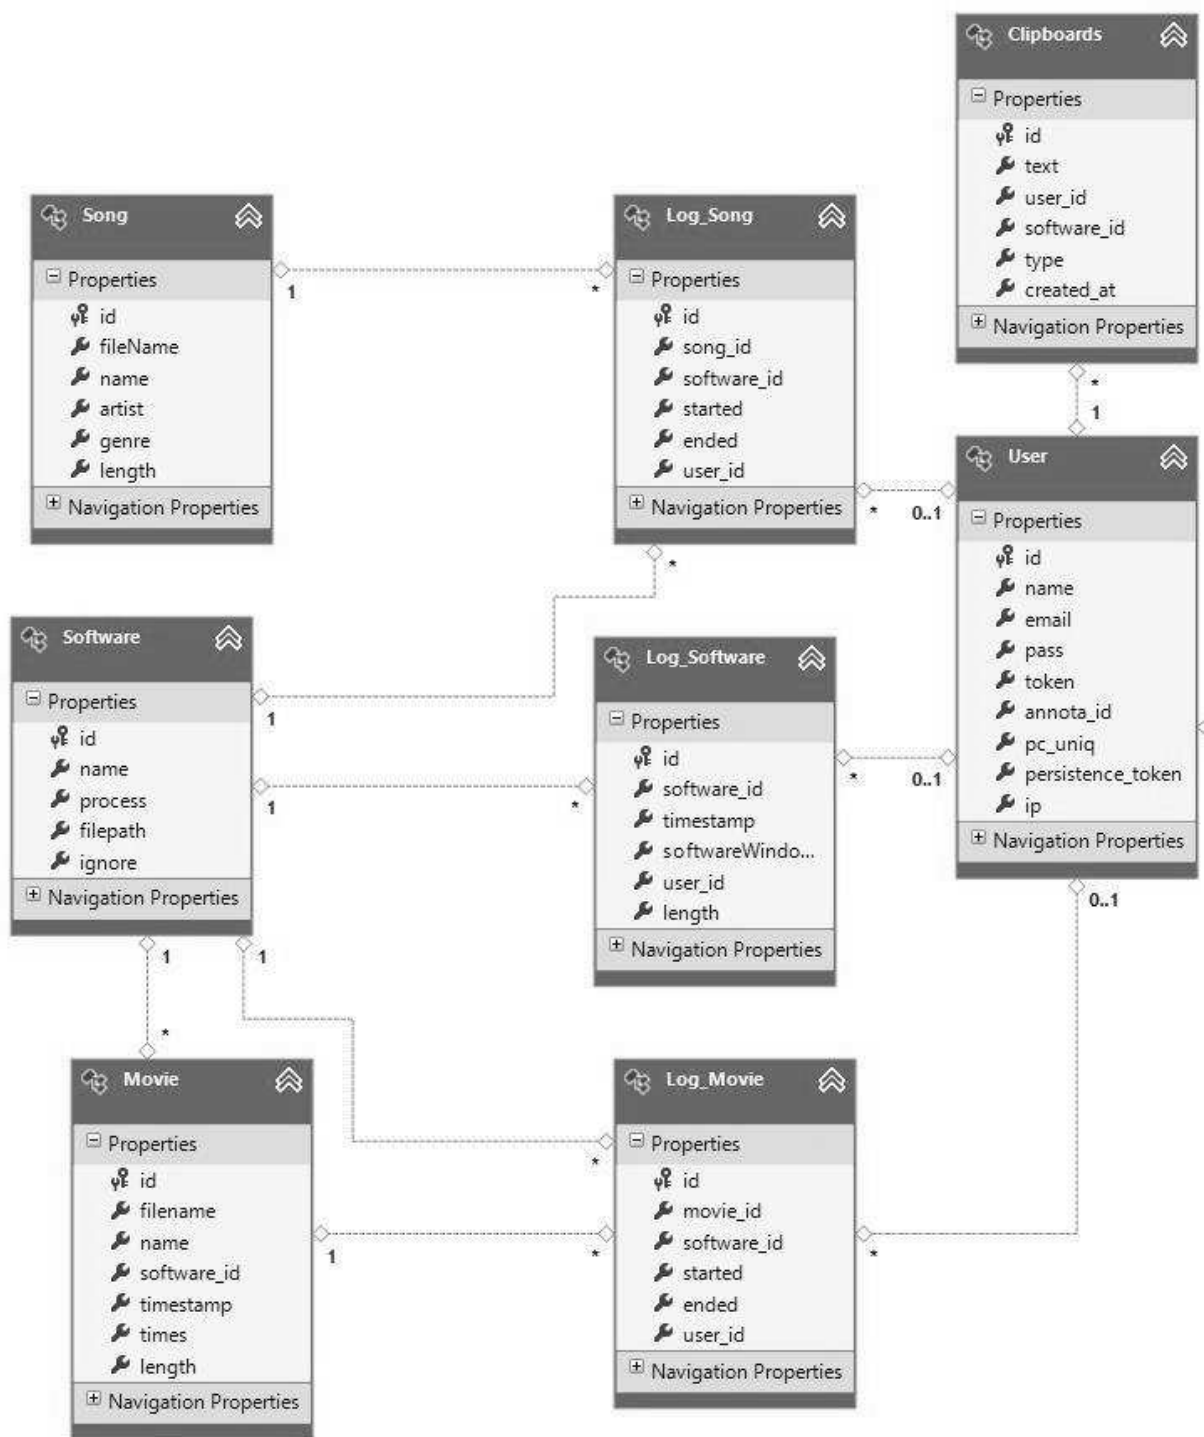 Clipboards
Properties
id
text
user_id
software_id
type
created_at
Navigation Properties
*
1
Song
Properties
id
fileName
name
artist
genre
length
Navigation Properties
1
*
Log_Song
Properties
id
song_id
software_id
started
ended
user_id
Navigation Properties
*
0..1
*
User
Properties
id
name
email
pass
token
annota_id
pc_uniq
persistence_token
ip
Navigation Properties
0..1
Software
Properties
id
name
process
filepath
ignore
Navigation Properties
1
1
*
1
1
*
Log_Software
Properties
id
software_id
timestamp
softwareWindo...
user_id
length
Navigation Properties
*
0..1
Movie
Properties
id
filename
name
software_id
timestamp
times
length
Navigation Properties
1
*
*
Log_Movie
Properties
id
movie_id
software_id
started
ended
user_id
Navigation Properties
*